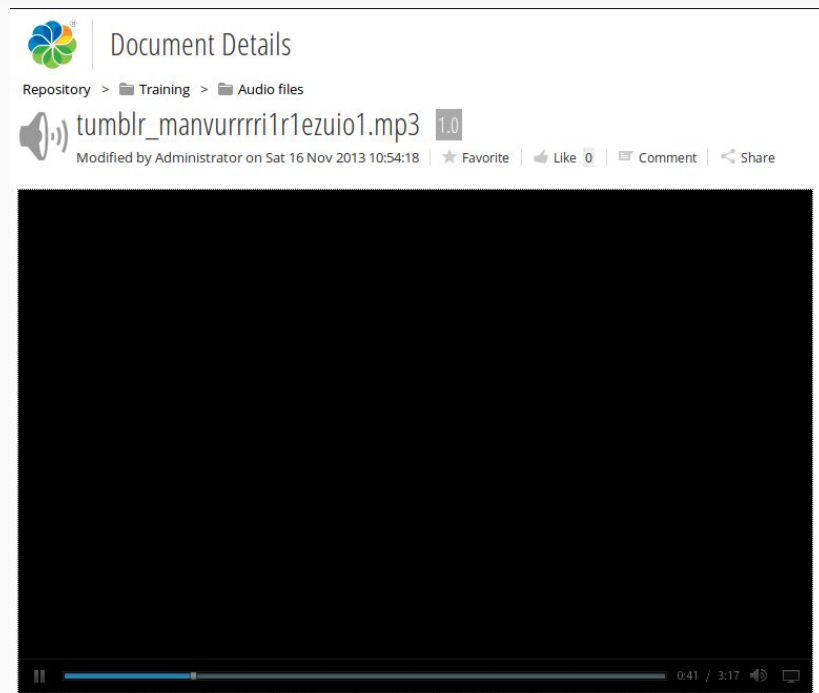 Document Details
Repository > Training > Audio files
tumblr_manvurrrri1r1ezuio1.mp3 1.0
Modified by Administrator on Sat 16 Nov 2013 10:54:18 Favorite Like 0 Comment Share
0:41 / 3:17